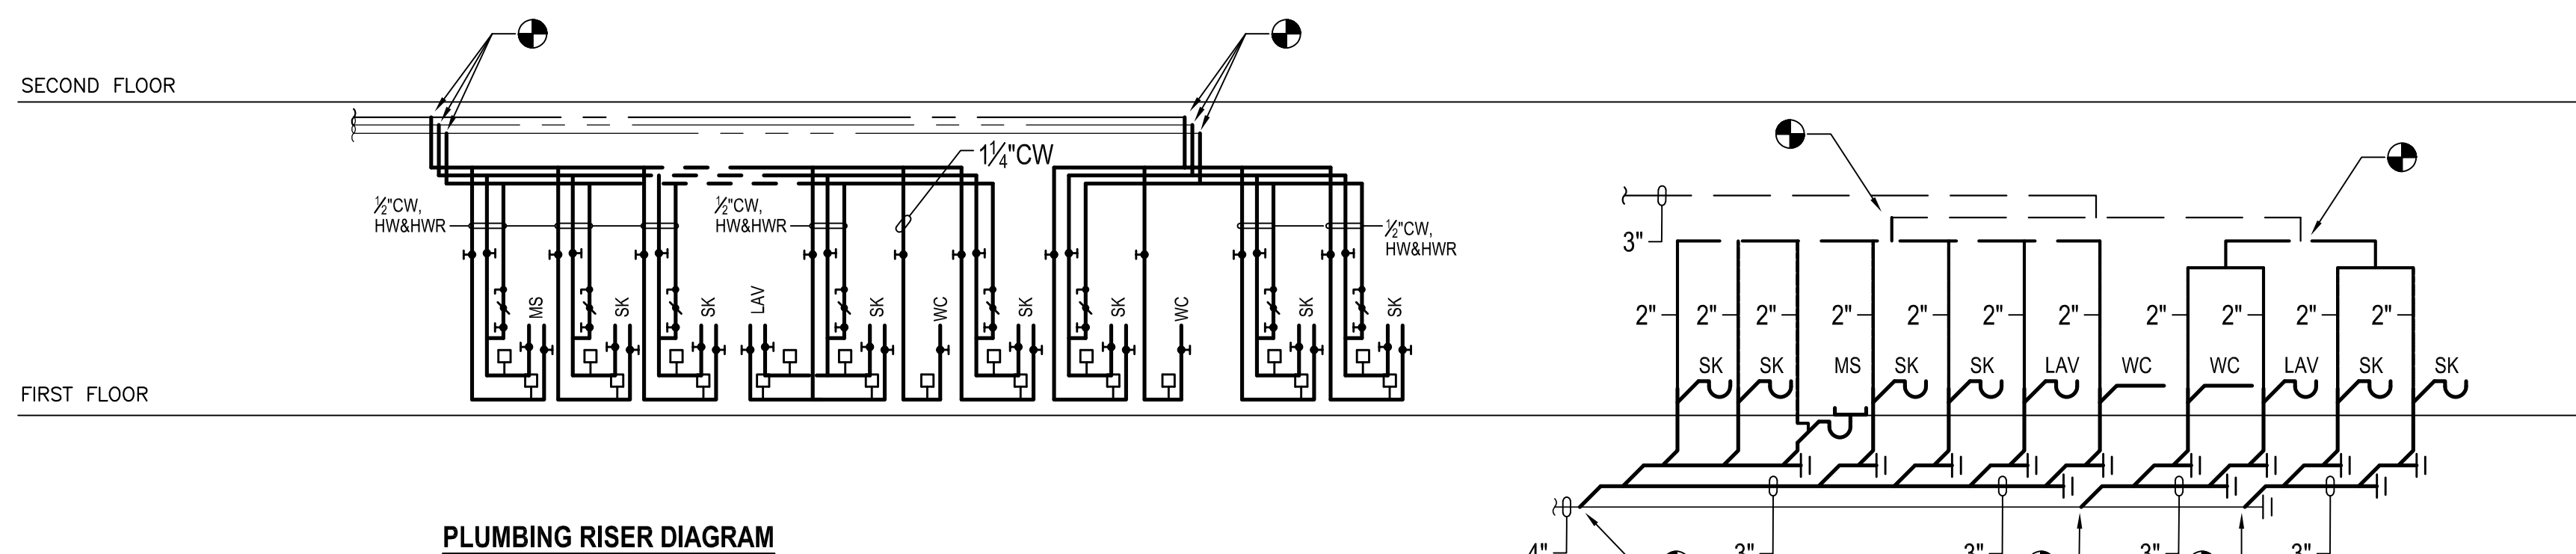 SECOND FLOOR
1¼"CW
½"CW,
HW&HWR
½"CW,
HW&HWR
½"CW,
HW&HWR
3"
MS
SK
SK
LAV
SK
WC
SK
SK
WC
SK
SK
2" 2" 2" 2" 2" 2" 2" 2" 2" 2" 2"
SK SK MS SK SK LAV WC WC LAV SK SK
FIRST FLOOR
PLUMBING RISER DIAGRAM
4" 3" 3" 3" 3"